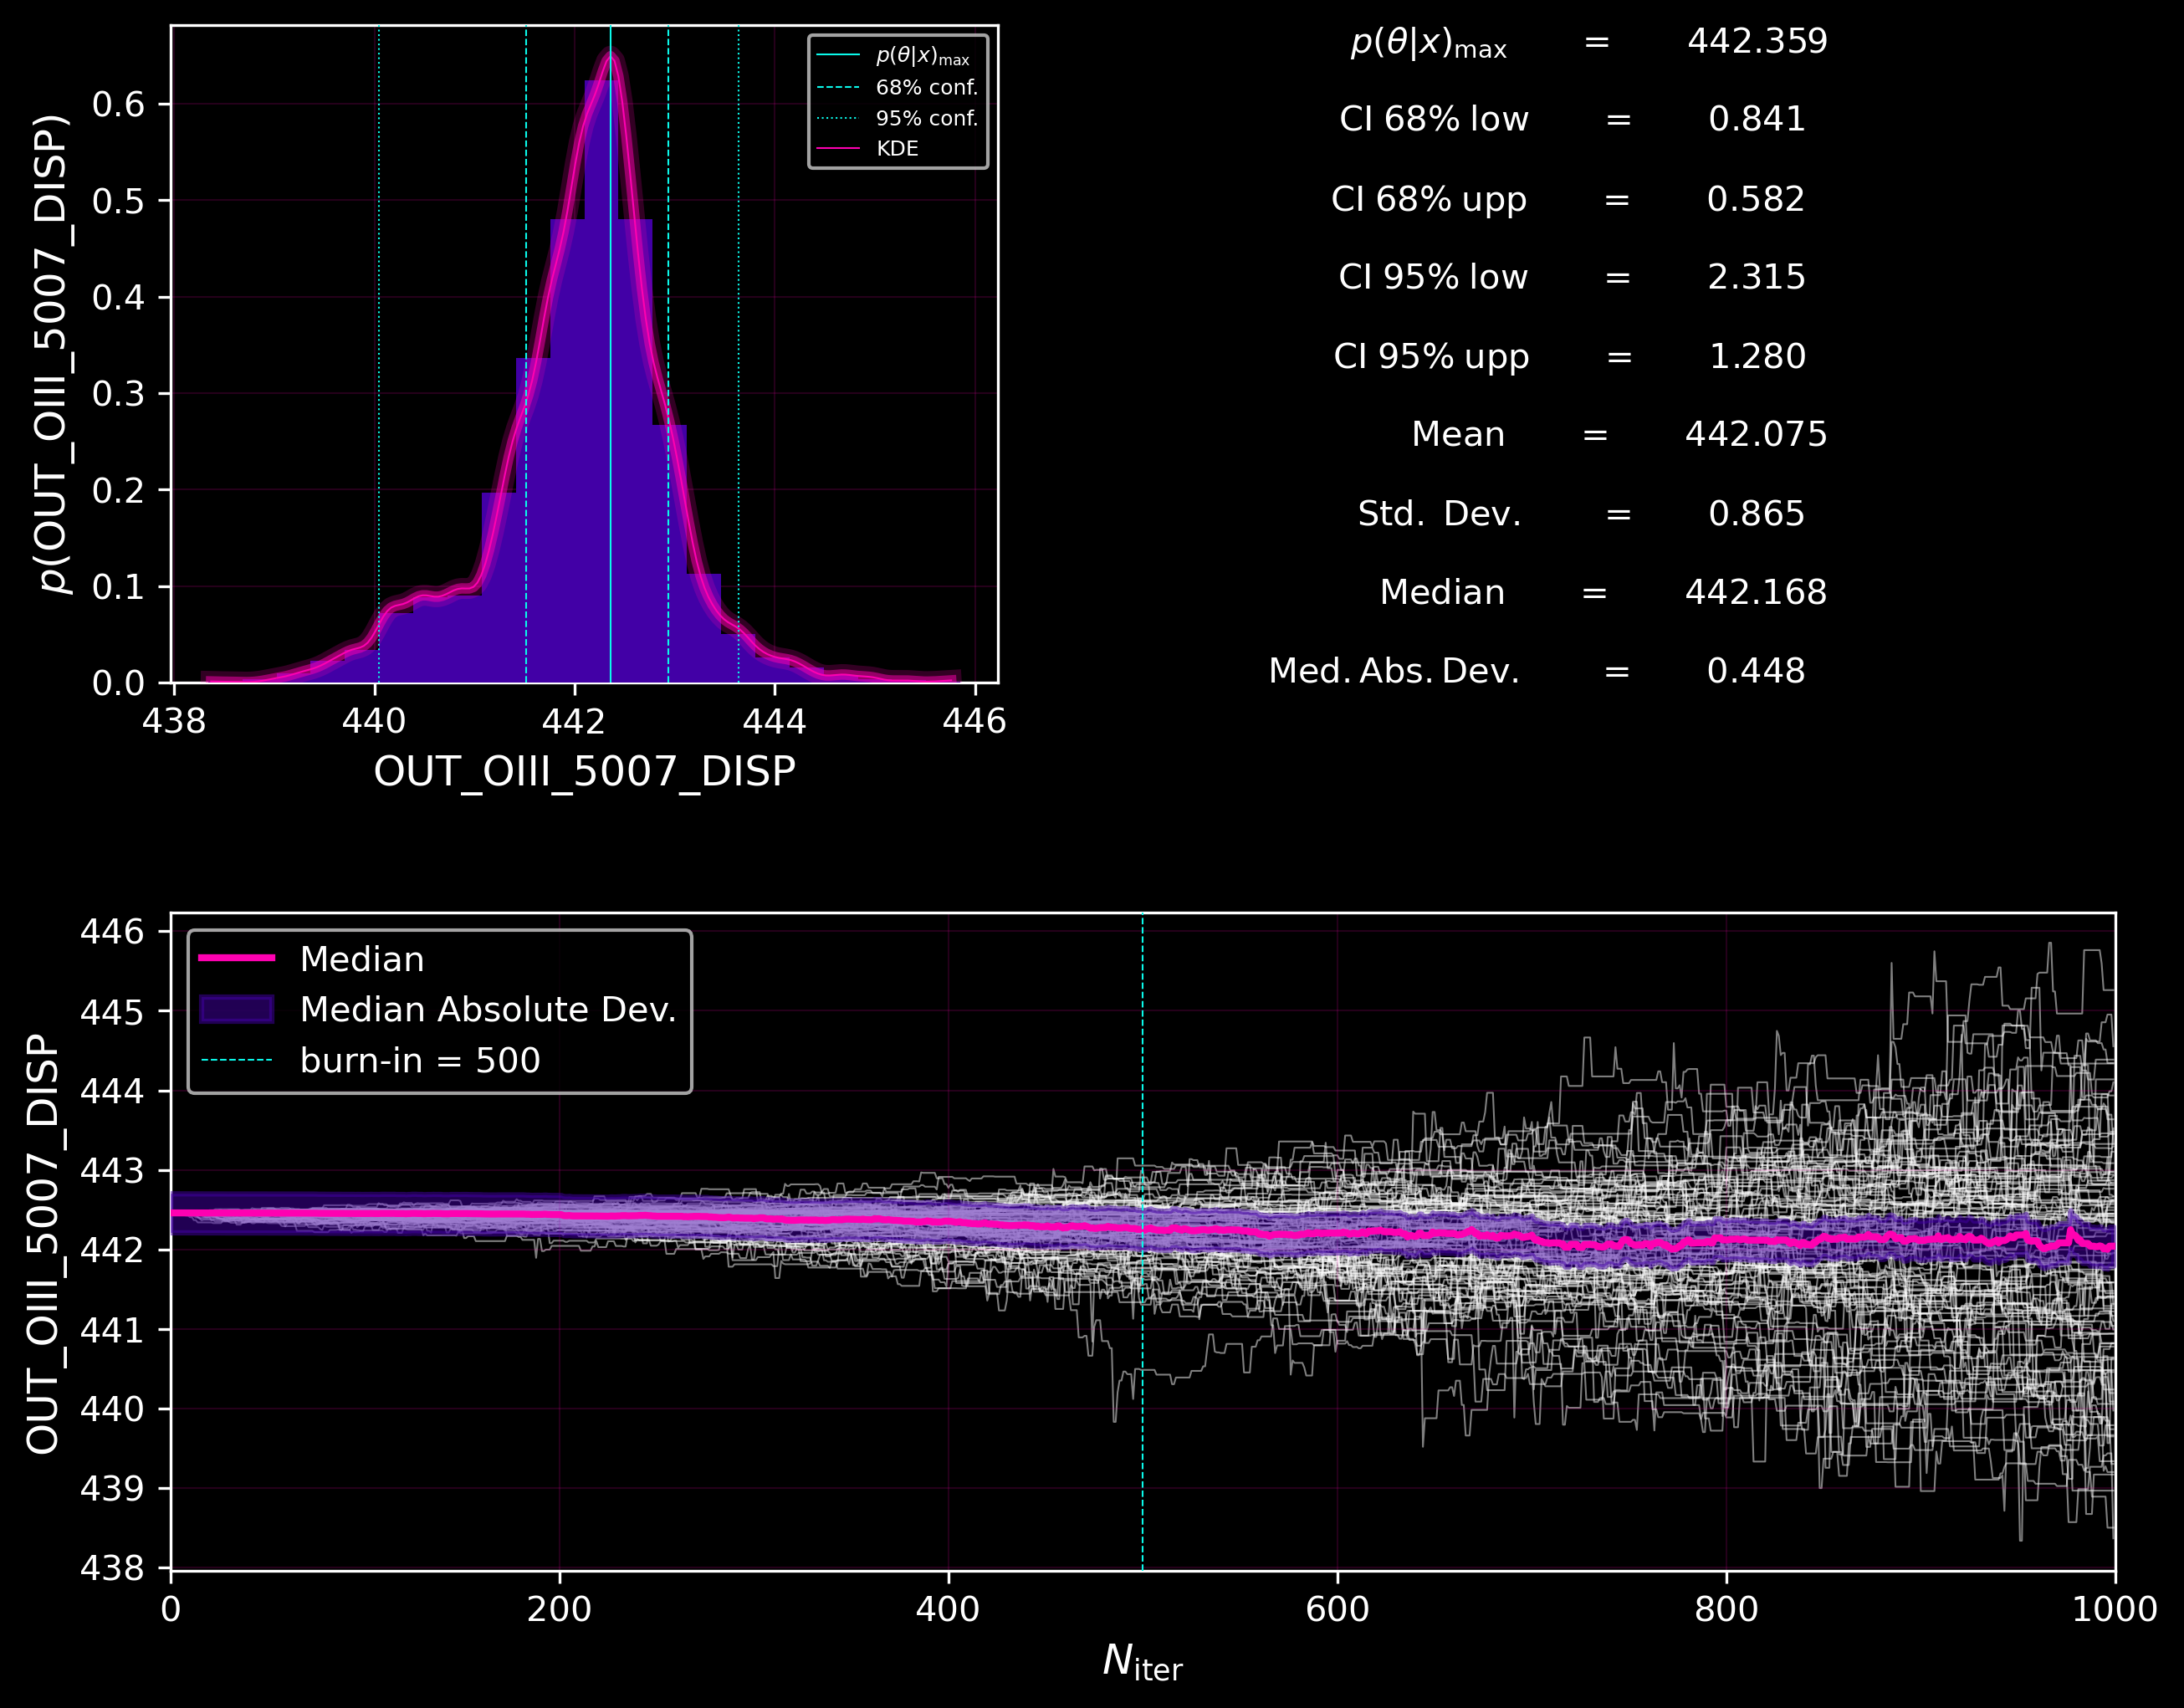 p(OUT_OIII_5007_DISP)
0.6
0.5
0.4
0.3
0.2
0.1
0.0
438 440 442 444 446
OUT_OIII_5007_DISP
p(θ|x)max
68% conf.
95% conf.
KDE
p(θ|x)max = 442.359
CI 68% low = 0.841
CI 68% upp = 0.582
CI 95% low = 2.315
CI 95% upp = 1.280
Mean = 442.075
Std. Dev. = 0.865
Median = 442.168
Med. Abs. Dev. = 0.448
OUT_OIII_5007_DISP
446
445
444
443
442
441
440
439
438
Median
Median Absolute Dev.
burn-in = 500
0 200 400 600 800 1000
Niter